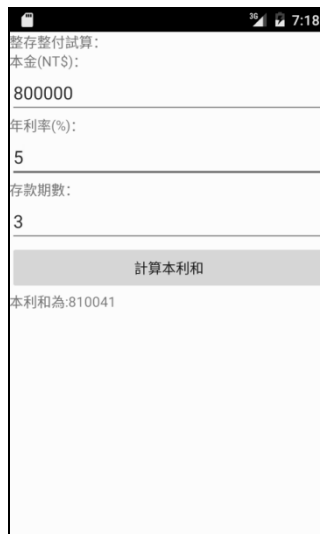 3G 7:18
整存整付試算：
本金(NT$)：
800000
年利率(%)：
5
存款期數：
3
計算本利和
本利和為:810041